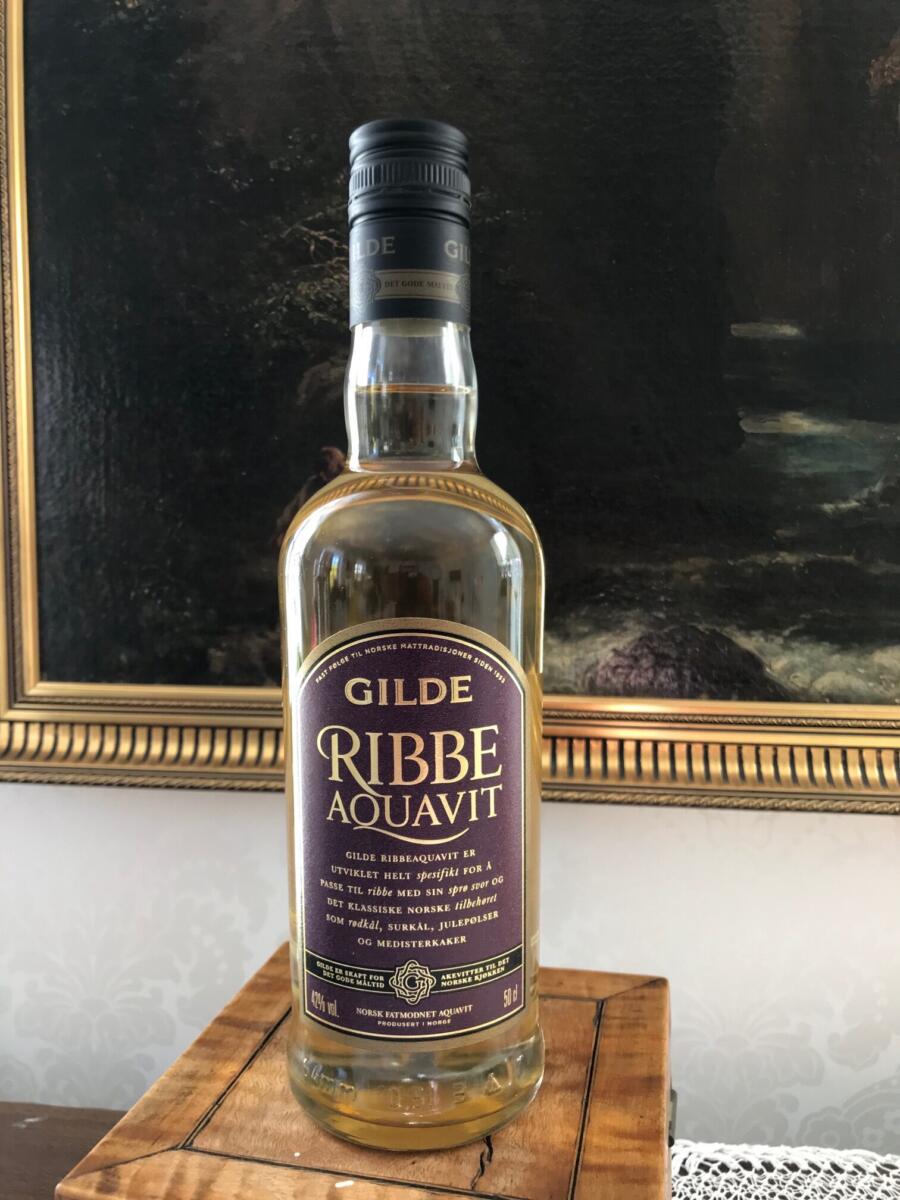 GILDE
DET GODE MÅLTID
FAST FØLGE TIL NORSKE MATTRADISJONER SIDEN 1952
GILDE
RIBBE
AQUAVIT
GILDE RIBBEAQUAVIT ER
UTVIKLET HELT spesifikt FOR Å
PASSE TIL ribbe MED SIN sprø svor OG
DET KLASSISKE NORSKE tilbehøret
SOM rødkål, SURKÅL, JULEPØLSER
OG MEDISTERKAKER
GILDE ER SKAPT FOR
DET GODE MÅLTID
G
AKEVITTER TIL DET
NORSKE KJØKKEN
42% vol.
NORSK FATMODNET AQUAVIT
50 cl
PRODUSERT I NORGE